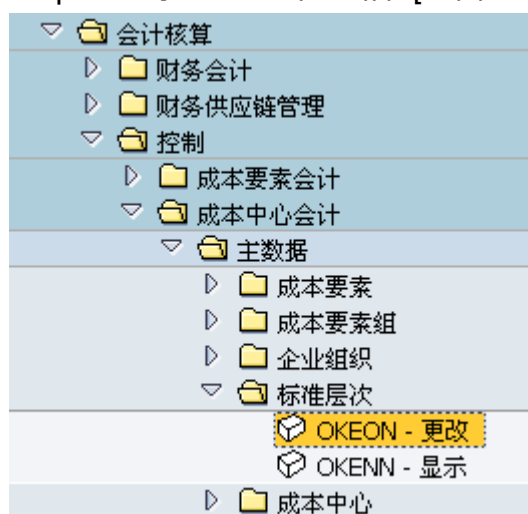 会计核算
财务会计
财务供应链管理
控制
成本要素会计
成本中心会计
主数据
成本要素
成本要素组
企业组织
标准层次
OKEON - 更改
OKENN - 显示
成本中心